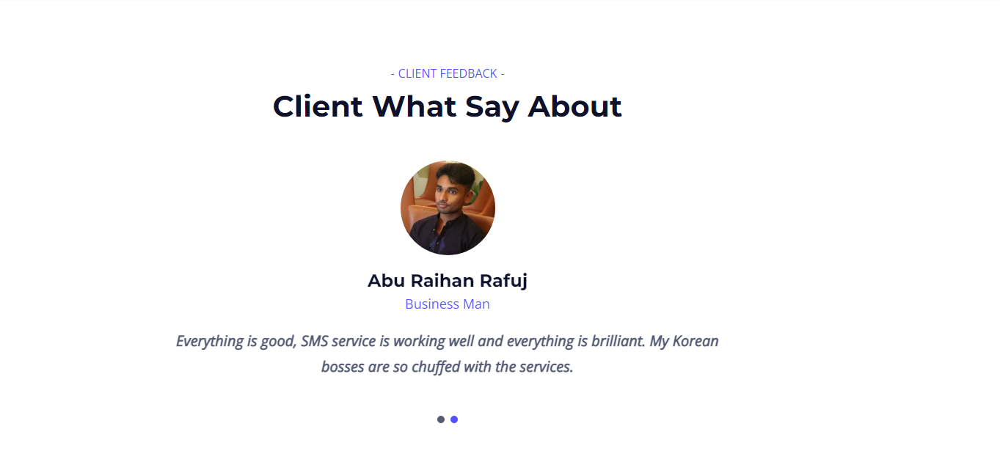 - CLIENT FEEDBACK -
Client What Say About
Abu Raihan Rafuj
Business Man
Everything is good, SMS service is working well and everything is brilliant. My Korean
bosses are so chuffed with the services.